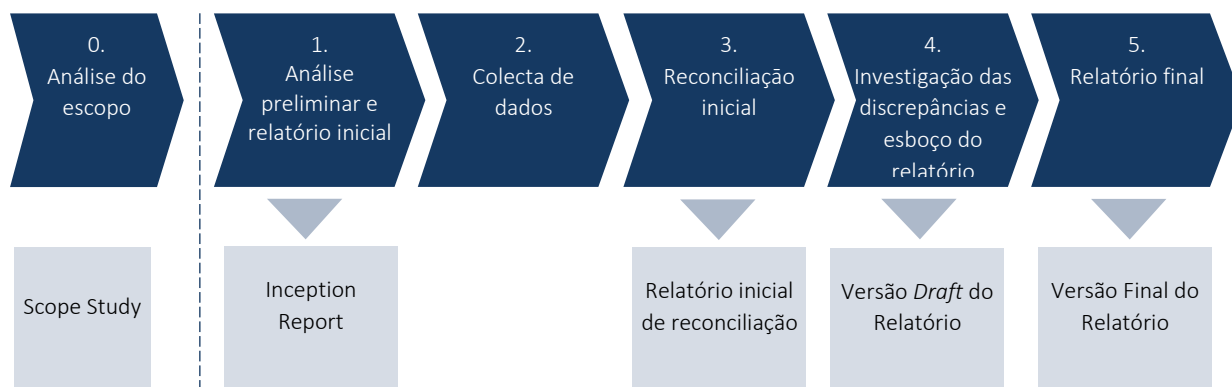 0.
Análise do
escopo
1.
Análise
preliminar e
relatório inicial
2.
Colecta de
dados
3.
Reconciliação
inicial
4.
Investigação das
discrepâncias e
esboço do
relatório
5.
Relatório final
Scope Study
Inception
Report
Relatório inicial
de reconciliação
Versão Draft do
Relatório
Versão Final do
Relatório